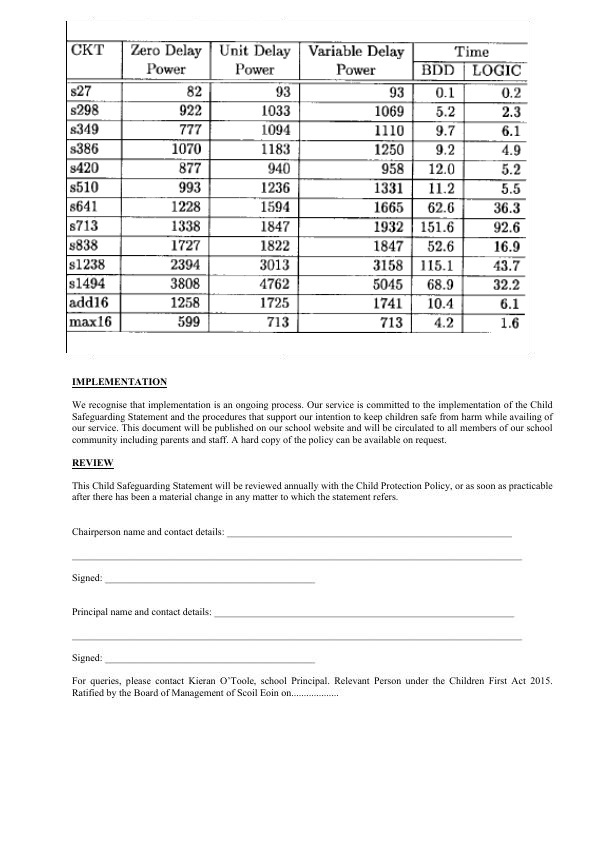 CKT Zero Delay Unit Delay Variable Delay Time
Power Power Power BDD LOGIC
s27 82 93 93 0.1 0.2
s298 922 1033 1069 5.2 2.3
s349 777 1094 1110 9.7 6.1
s386 1070 1183 1250 9.2 4.9
s420 877 940 958 12.0 5.2
s510 993 1236 1331 11.2 5.5
s641 1228 1594 1665 62.6 36.3
s713 1338 1847 1932 151.6 92.6
s838 1727 1822 1847 52.6 16.9
s1238 2394 3013 3158 115.1 43.7
s1494 3808 4762 5045 68.9 32.2
add16 1258 1725 1741 10.4 6.1
max16 599 713 713 4.2 1.6
IMPLEMENTATION
We recognise that implementation is an ongoing process. Our service is committed to the implementation of the Child
Safeguarding Statement and the procedures that support our intention to keep children safe from harm while availing of
our service. This document will be published on our school website and will be circulated to all members of our school
community including parents and staff. A hard copy of the policy can be available on request.
REVIEW
This Child Safeguarding Statement will be reviewed annually with the Child Protection Policy, or as soon as practicable
after there has been a material change in any matter to which the statement refers.
Chairperson name and contact details: ___________________________________________________________
_____________________________________________________________________________________________
Signed: ___________________________________________
Principal name and contact details: ______________________________________________________________
_____________________________________________________________________________________________
Signed: ___________________________________________
For queries, please contact Kieran O’Toole, school Principal. Relevant Person under the Children First Act 2015.
Ratified by the Board of Management of Scoil Eoin on..................